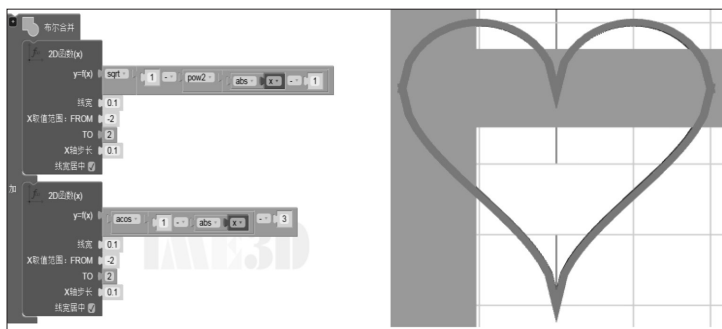 布尔合并
2D函数(x)
y=f(x) sqrt 1 - pow2 abs x - 1
线宽 0.1
X取值范围：FROM -2
TO 2
X轴步长 0.1
线宽居中
加
2D函数(x)
y=f(x) acos 1 - abs x - 3
线宽 0.1
X取值范围：FROM -2
TO 2
X轴步长 0.1
线宽居中
IME3D